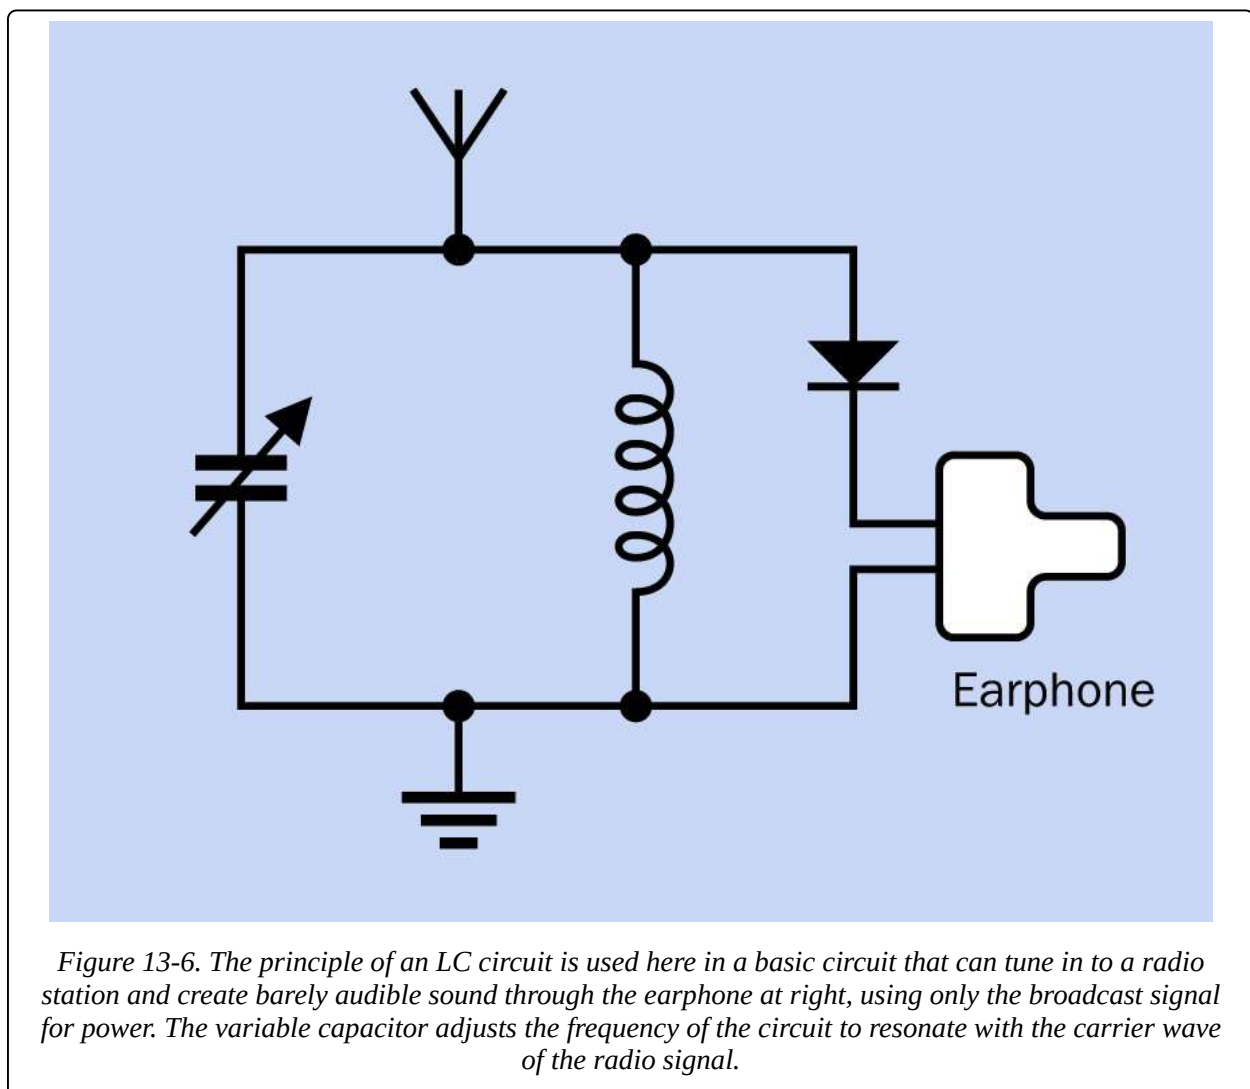 Earphone
Figure 13-6. The principle of an LC circuit is used here in a basic circuit that can tune in to a radio
station and create barely audible sound through the earphone at right, using only the broadcast signal
for power. The variable capacitor adjusts the frequency of the circuit to resonate with the carrier wave
of the radio signal.